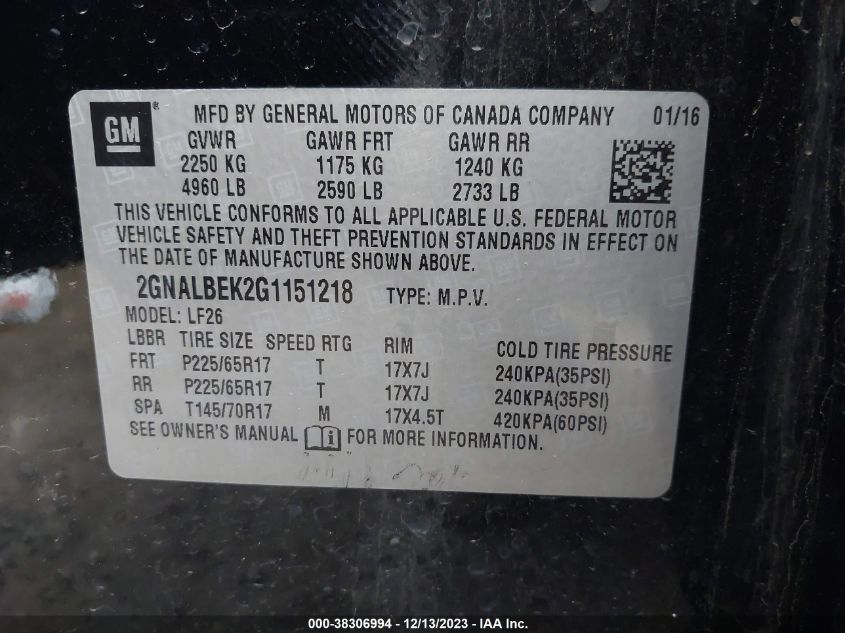 GM ® MFD BY GENERAL MOTORS OF CANADA COMPANY 01/16
GVWR GAWR FRT GAWR RR
2250 KG 1175 KG 1240 KG
4960 LB 2590 LB 2733 LB
THIS VEHICLE CONFORMS TO ALL APPLICABLE U.S. FEDERAL MOTOR
VEHICLE SAFETY AND THEFT PREVENTION STANDARDS IN EFFECT ON
THE DATE OF MANUFACTURE SHOWN ABOVE.
2GNALBEK2G1151218 TYPE: M.P.V.
MODEL: LF26
LBBR TIRE SIZE SPEED RTG RIM COLD TIRE PRESSURE
FRT P225/65R17 T 17X7J 240KPA(35PSI)
RR P225/65R17 T 17X7J 240KPA(35PSI)
SPA T145/70R17 M 17X4.5T 420KPA(60PSI)
SEE OWNER'S MANUAL i FOR MORE INFORMATION.
000-38306994 - 12/13/2023 - IAA Inc.